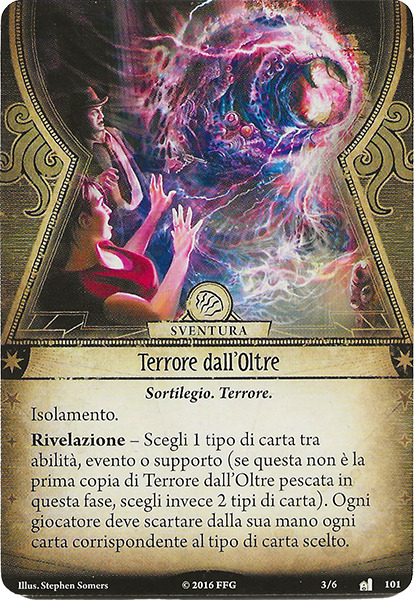 SVENTURA
Terrore dall'Oltre
Sortilegio. Terrore.
Isolamento.
Rivelazione – Scegli 1 tipo di carta tra
abilità, evento o supporto (se questa non è la
prima copia di Terrore dall'Oltre pescata in
questa fase, scegli invece 2 tipi di carta). Ogni
giocatore deve scartare dalla sua mano ogni
carta corrispondente al tipo di carta scelto.
Illus. Stephen Somers © 2016 FFG 3/6 101